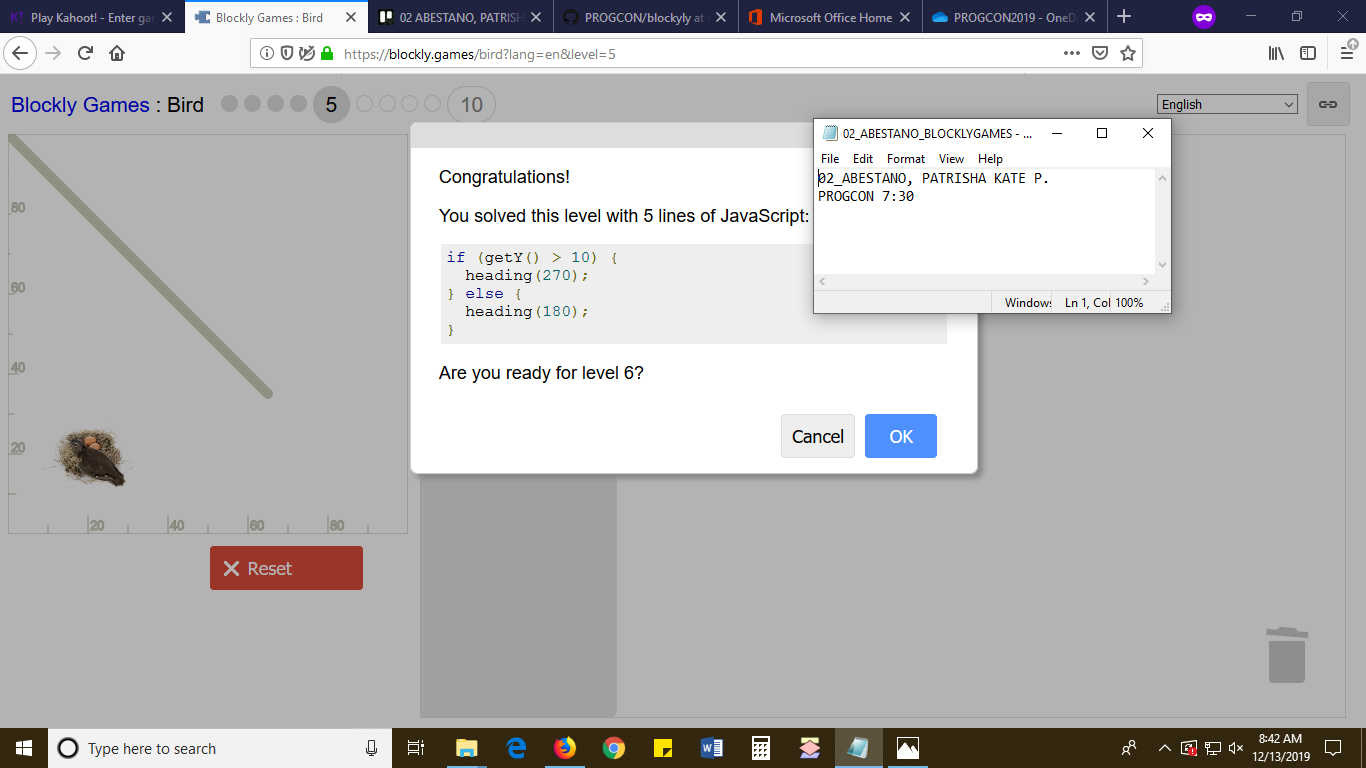 Play Kahoot! - Enter ga
Blockly Games : Bird
02 ABESTANO, PATRISH
PROGCON/blockyly at
Microsoft Office Home
PROGCON2019 - OneD
https://blockly.games/bird?lang=en&level=5
Blockly Games : Bird
5
10
English
80
60
40
20
20
40
60
80
Reset
Congratulations!
You solved this level with 5 lines of JavaScript:
if (getY() > 10) {
heading(270);
} else {
heading(180);
}
Are you ready for level 6?
Cancel
OK
02_ABESTANO_BLOCKLYGAMES - ...
File Edit Format View Help
02_ABESTANO, PATRISHA KATE P.
PROGCON 7:30
Windows
Ln 1, Col
100%
Type here to search
8:42 AM
12/13/2019